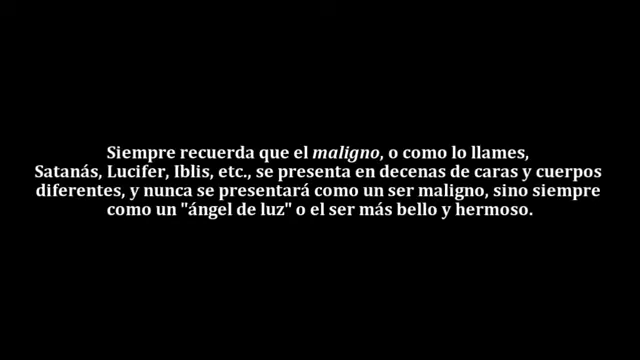 Siempre recuerda que el maligno, o como lo llames,
Satanás, Lucifer, Iblis, etc., se presenta en decenas de caras y cuerpos
diferentes, y nunca se presentará como un ser maligno, sino siempre
como un "ángel de luz" o el ser más bello y hermoso.